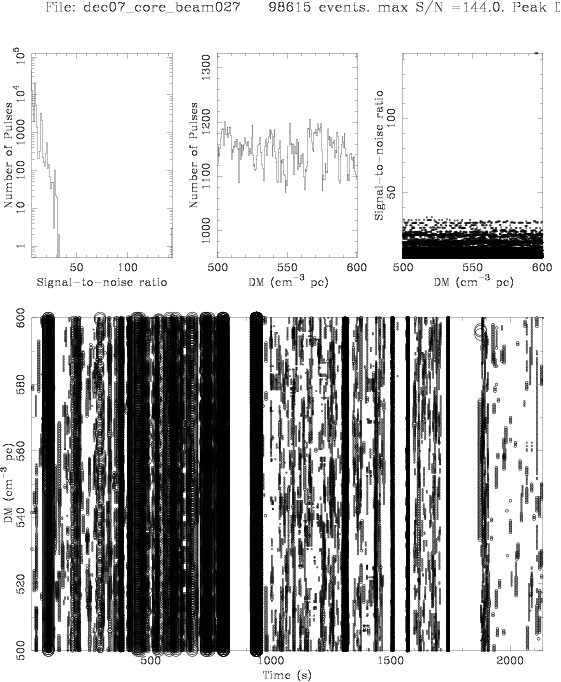 File: dec07_core_beam027 98615 events. max S/N =144.0. Peak D
Number of Pulses
1 10 100 1000 10⁴ 10⁵
50 100
Signal-to-noise ratio
Number of Pulses
1000 1100 1200 1300
500 550 600
DM (cm⁻³ pc)
Signal-to-noise ratio
50 100
500 550 600
DM (cm⁻³ pc)
DM (cm⁻³ pc)
500 520 540 560 580 600
500 1000 1500 2000
Time (s)